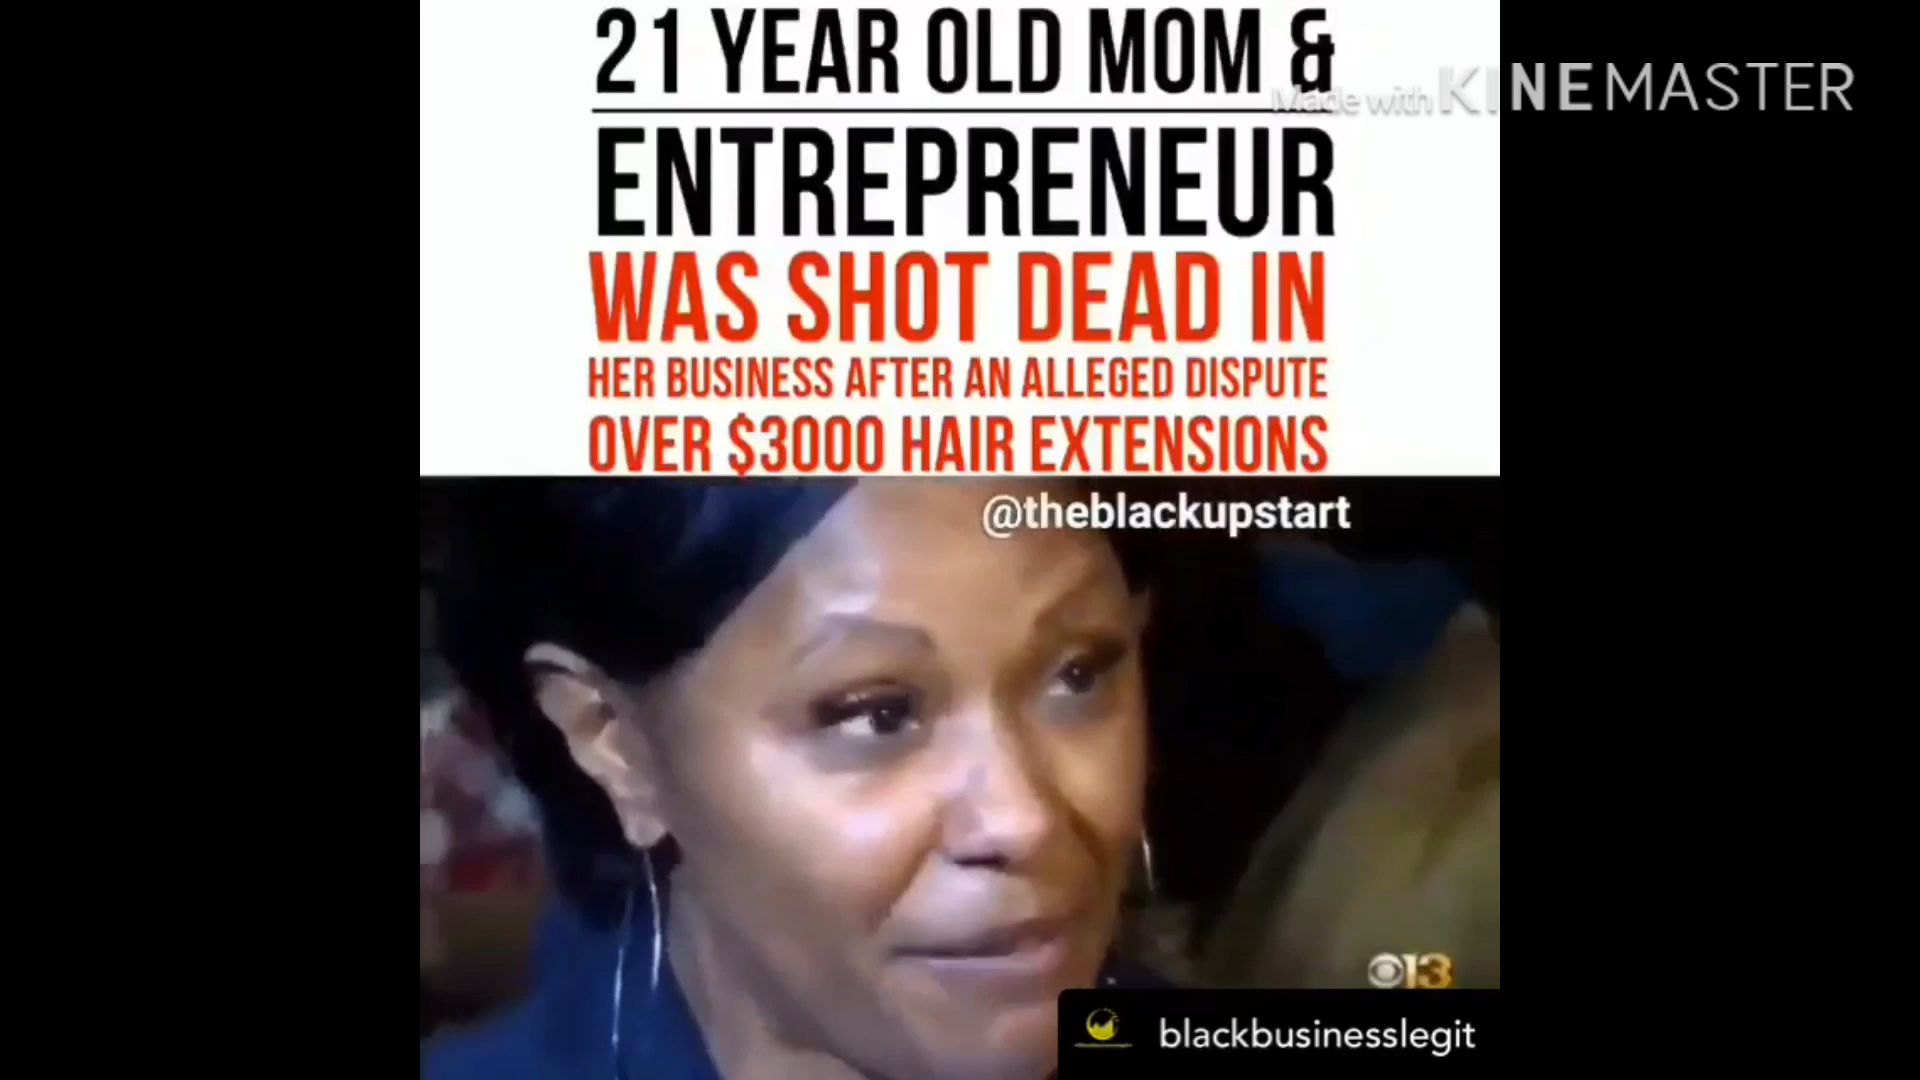 21 YEAR OLD MOM &
Made with KINEMASTER
ENTREPRENEUR
WAS SHOT DEAD IN
HER BUSINESS AFTER AN ALLEGED DISPUTE
OVER $3000 HAIR EXTENSIONS
@theblackupstart
13
blackbusinesslegit